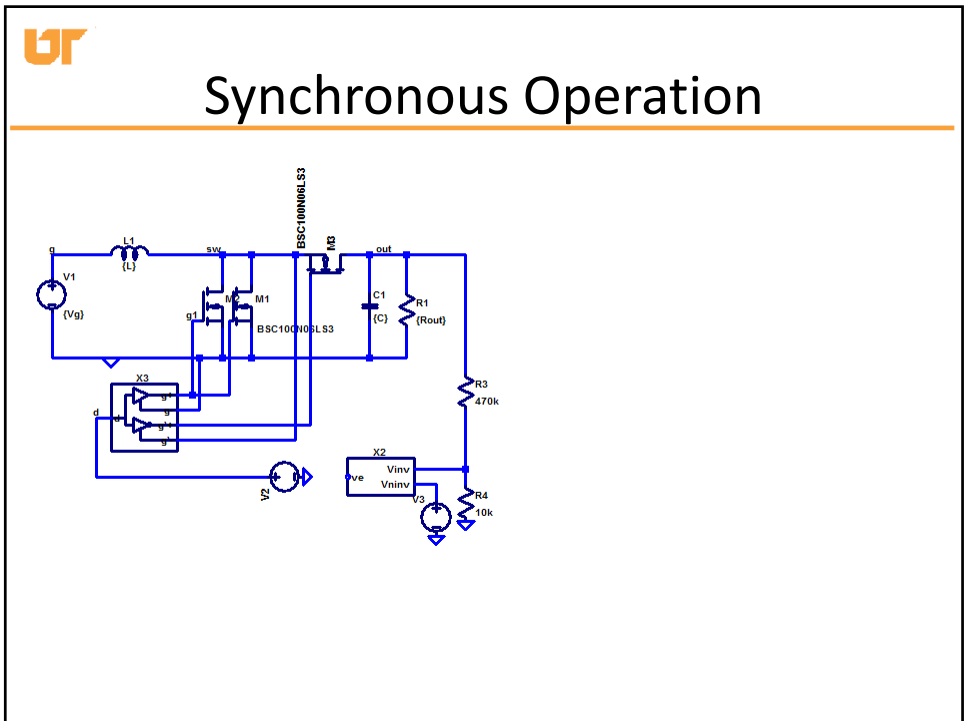 UT
Synchronous Operation
BSC100N06LS3
M3
g
L1
{L}
sw
out
V1
{Vg}
g1
M2
M1
BSC100N06LS3
C1
{C}
R1
{Rout}
X3
d
d
g+
g-
g'+
g'-
V2
X2
ve
Vinv
Vninv
V3
R3
470k
R4
10k